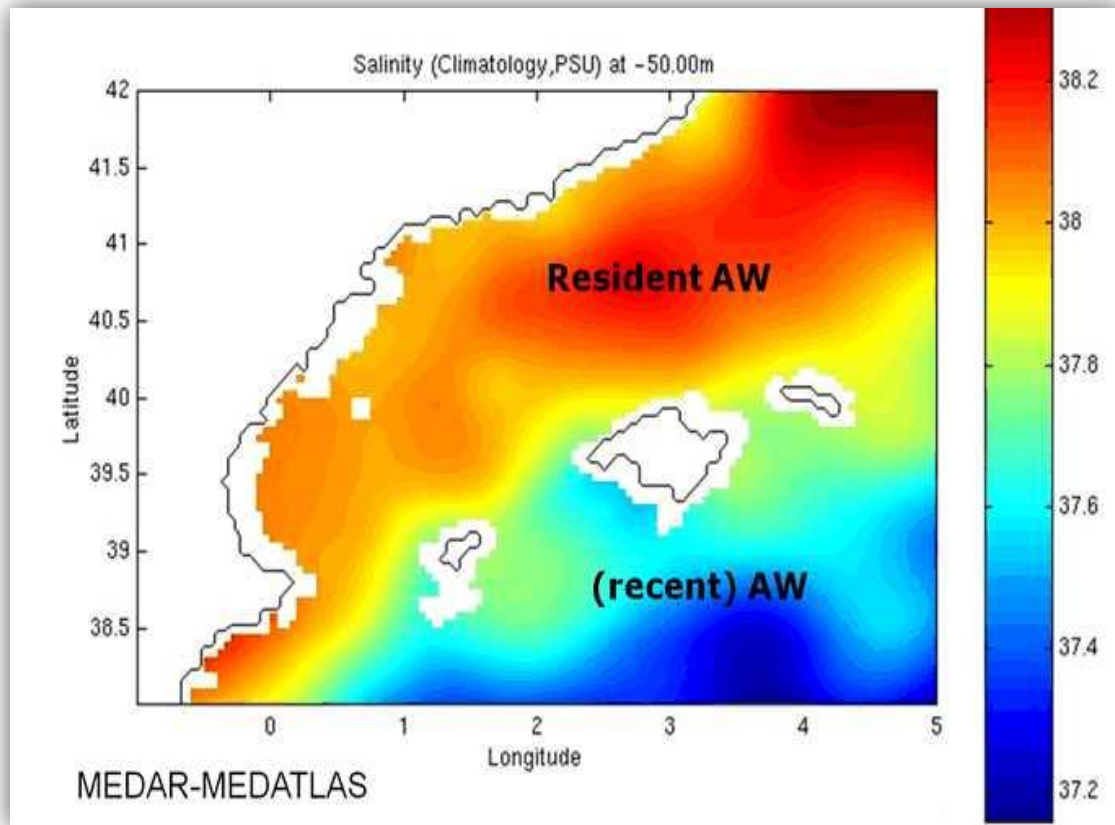 Salinity (Climatology,PSU) at -50.00m
42
41.5
41
40.5
40
39.5
39
38.5
Latitude
0 1 2 3 4 5
Longitude
Resident AW
(recent) AW
38.2
38
37.8
37.6
37.4
37.2
MEDAR-MEDATLAS